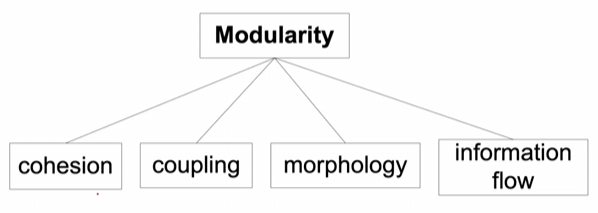 Modularity
cohesion
coupling
morphology
information
flow